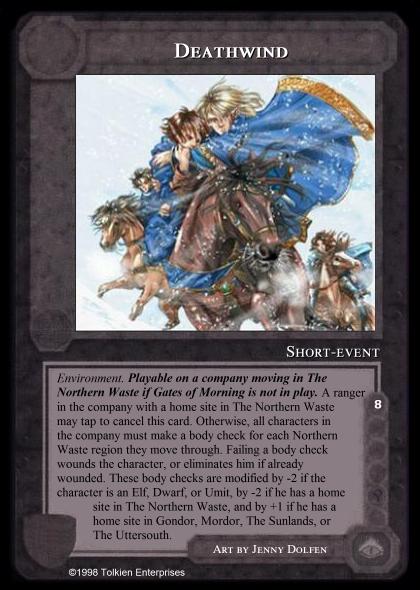 DEATHWIND
SHORT-EVENT
Environment. Playable on a company moving in The
Northern Waste if Gates of Morning is not in play. A ranger
in the company with a home site in The Northern Waste
may tap to cancel this card. Otherwise, all characters in
the company must make a body check for each Northern
Waste region they move through. Failing a body check
wounds the character, or eliminates him if already
wounded. These body checks are modified by -2 if the
character is an Elf, Dwarf, or Umit, by -2 if he has a home
site in The Northern Waste, and by +1 if he has a
home site in Gondor, Mordor, The Sunlands, or
The Uttersouth.
8
ART BY JENNY DOLFEN
©1998 Tolkien Enterprises